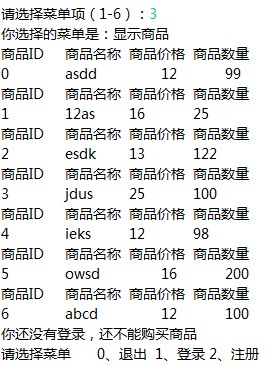 请选择菜单项（1-6）：3
你选择的菜单是：显示商品
商品ID 商品名称 商品价格 商品数量
0 asdd 12 99
商品ID 商品名称 商品价格 商品数量
1 12as 16 25
商品ID 商品名称 商品价格 商品数量
2 esdk 13 122
商品ID 商品名称 商品价格 商品数量
3 jdus 25 100
商品ID 商品名称 商品价格 商品数量
4 ieks 12 98
商品ID 商品名称 商品价格 商品数量
5 owsd 16 200
商品ID 商品名称 商品价格 商品数量
6 abcd 12 100
你还没有登录，还不能购买商品
请选择菜单 0、退出 1、登录 2、注册